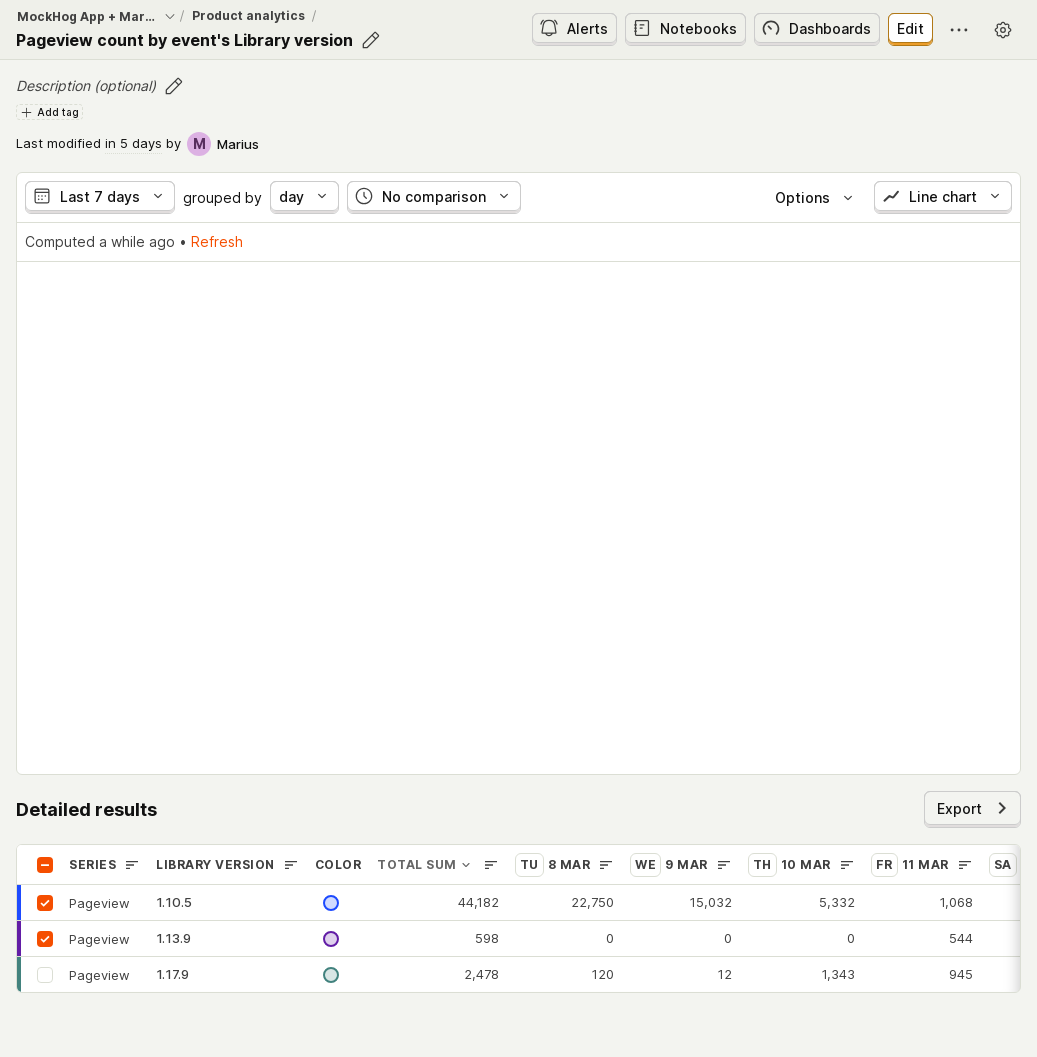 MockHog App + Mar... / Product analytics /
Pageview count by event's Library version
Alerts Notebooks Dashboards Edit
Description (optional)
Add tag
Last modified in 5 days by M Marius
Last 7 days grouped by day No comparison Options Line chart
Computed a while ago • Refresh
Detailed results
Export
SERIES LIBRARY VERSION COLOR TOTAL SUM TU 8 MAR WE 9 MAR TH 10 MAR FR 11 MAR SA
Pageview 1.10.5 44,182 22,750 15,032 5,332 1,068
Pageview 1.13.9 598 0 0 0 544
Pageview 1.17.9 2,478 120 12 1,343 945